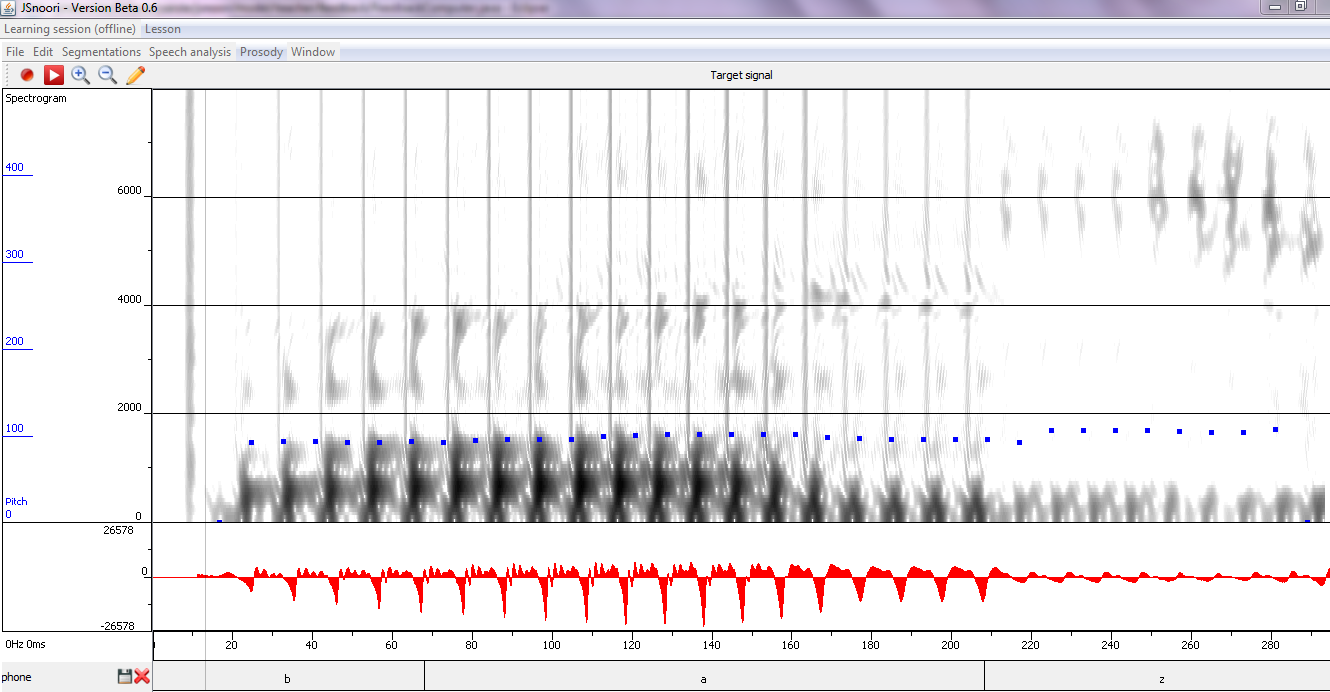 JSnoori - Version Beta 0.6
Learning session (offline) Lesson
File Edit Segmentations Speech analysis Prosody Window
Target signal
Spectrogram
400
6000
300
4000
200
2000
100
Pitch
0
0
26578
0
-26578
0Hz 0ms
20 40 60 80 100 120 140 160 180 200 220 240 260 280
phone
b a z